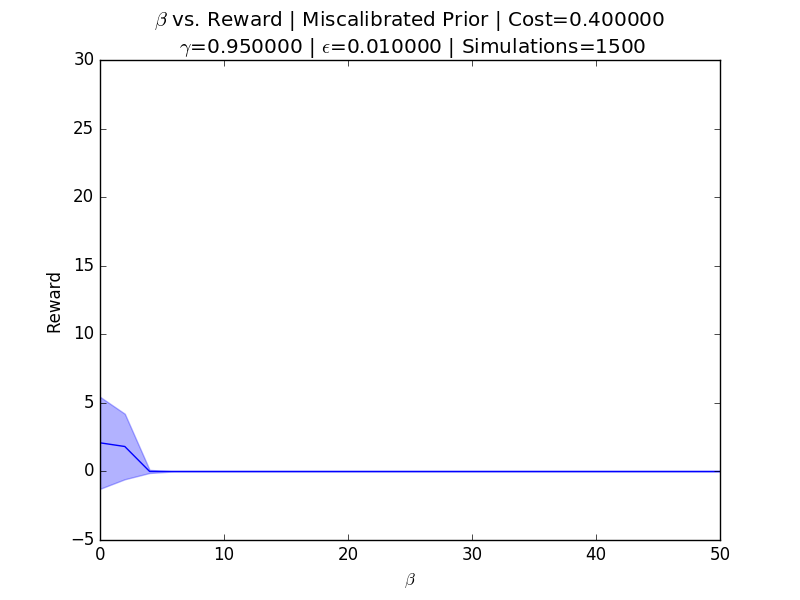 β vs. Reward | Miscalibrated Prior | Cost=0.400000
γ=0.950000 | ϵ=0.010000 | Simulations=1500
30
25
20
15
10
5
0
−5
Reward
0 10 20 30 40 50
β